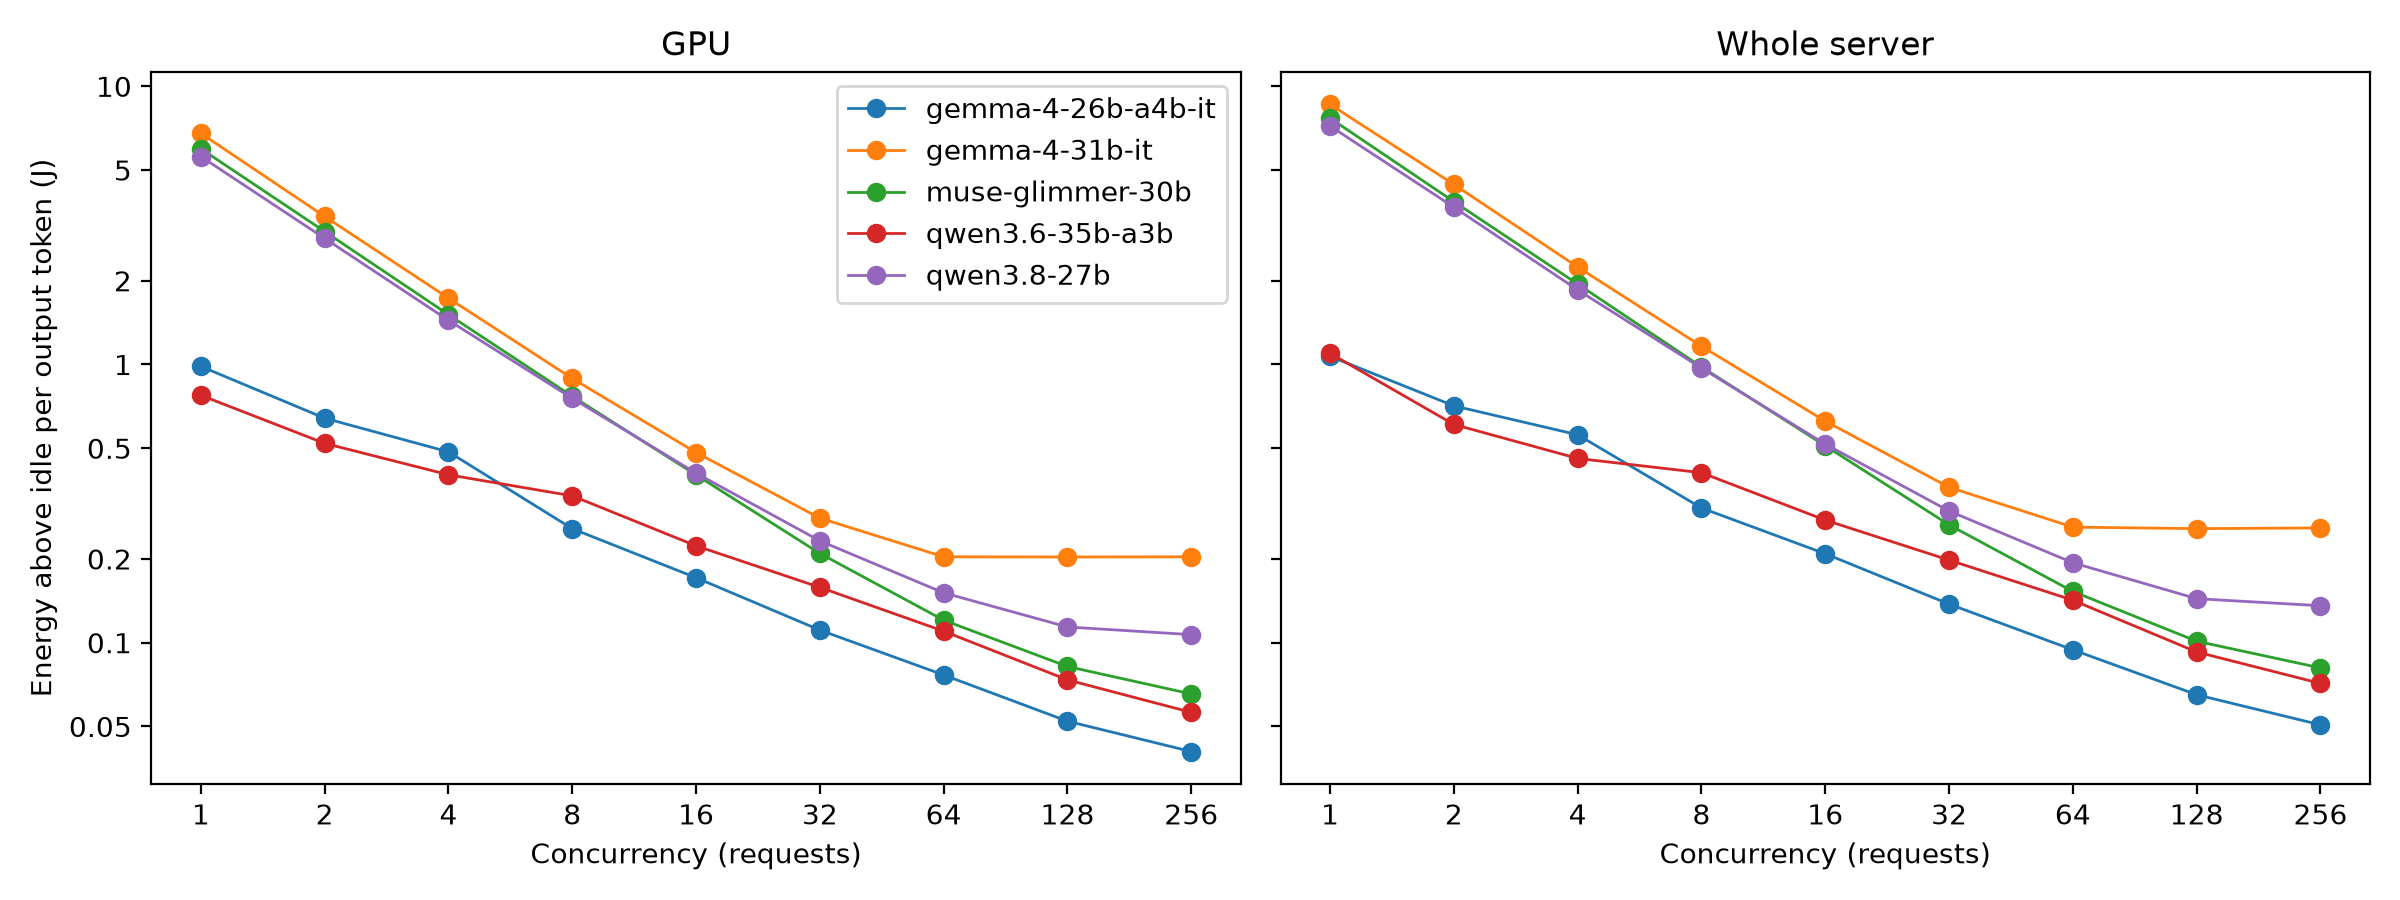 GPU
Whole server
Energy above idle per output token (J)
10
5
2
1
0.5
0.2
0.1
0.05
gemma-4-26b-a4b-it
gemma-4-31b-it
muse-glimmer-30b
qwen3.6-35b-a3b
qwen3.8-27b
1 2 4 8 16 32 64 128 256
1 2 4 8 16 32 64 128 256
Concurrency (requests)
Concurrency (requests)